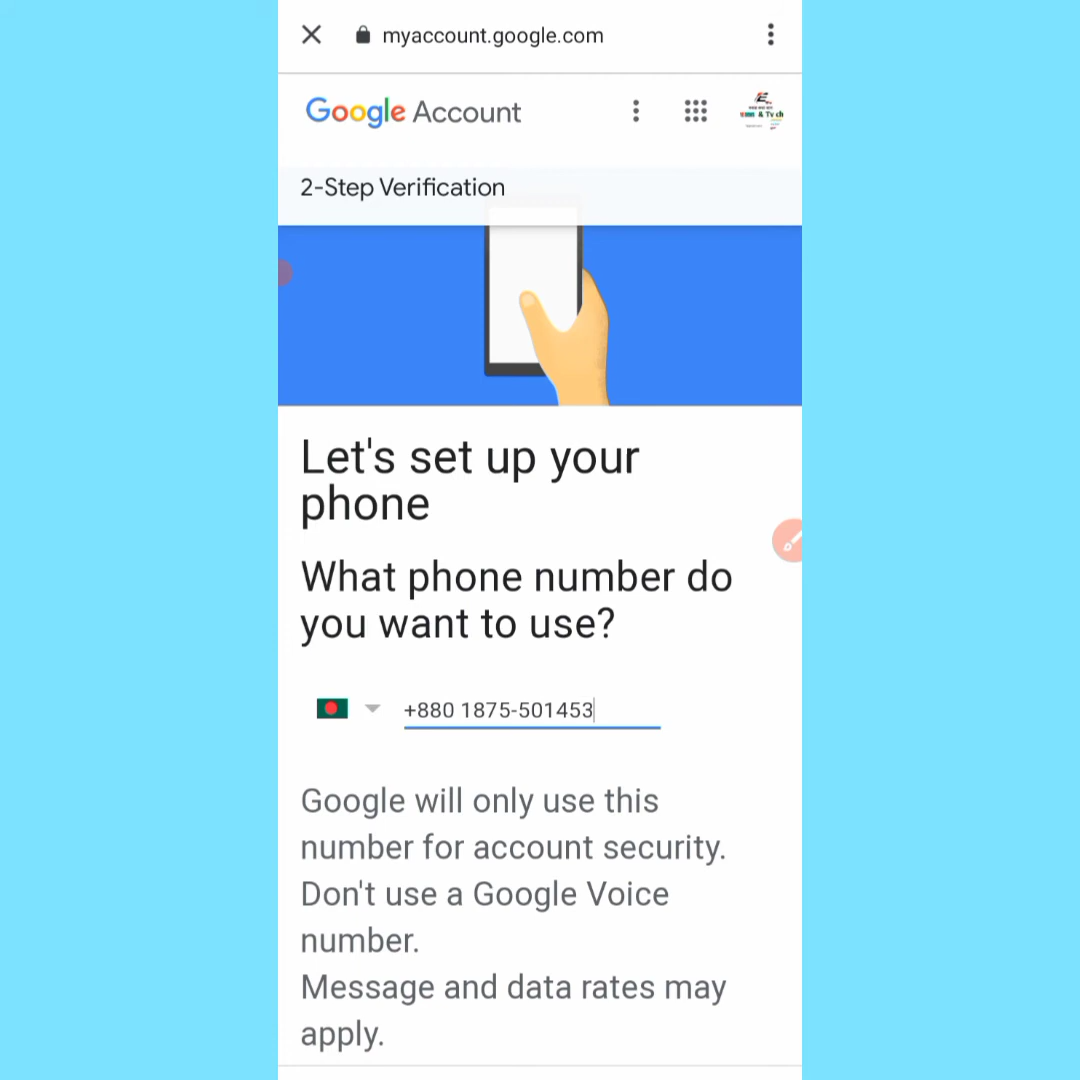 myaccount.google.com
Google Account
& Tv ch
2-Step Verification
Let's set up your
phone
What phone number do
you want to use?
+880 1875-501453
Google will only use this
number for account security.
Don't use a Google Voice
number.
Message and data rates may
apply.